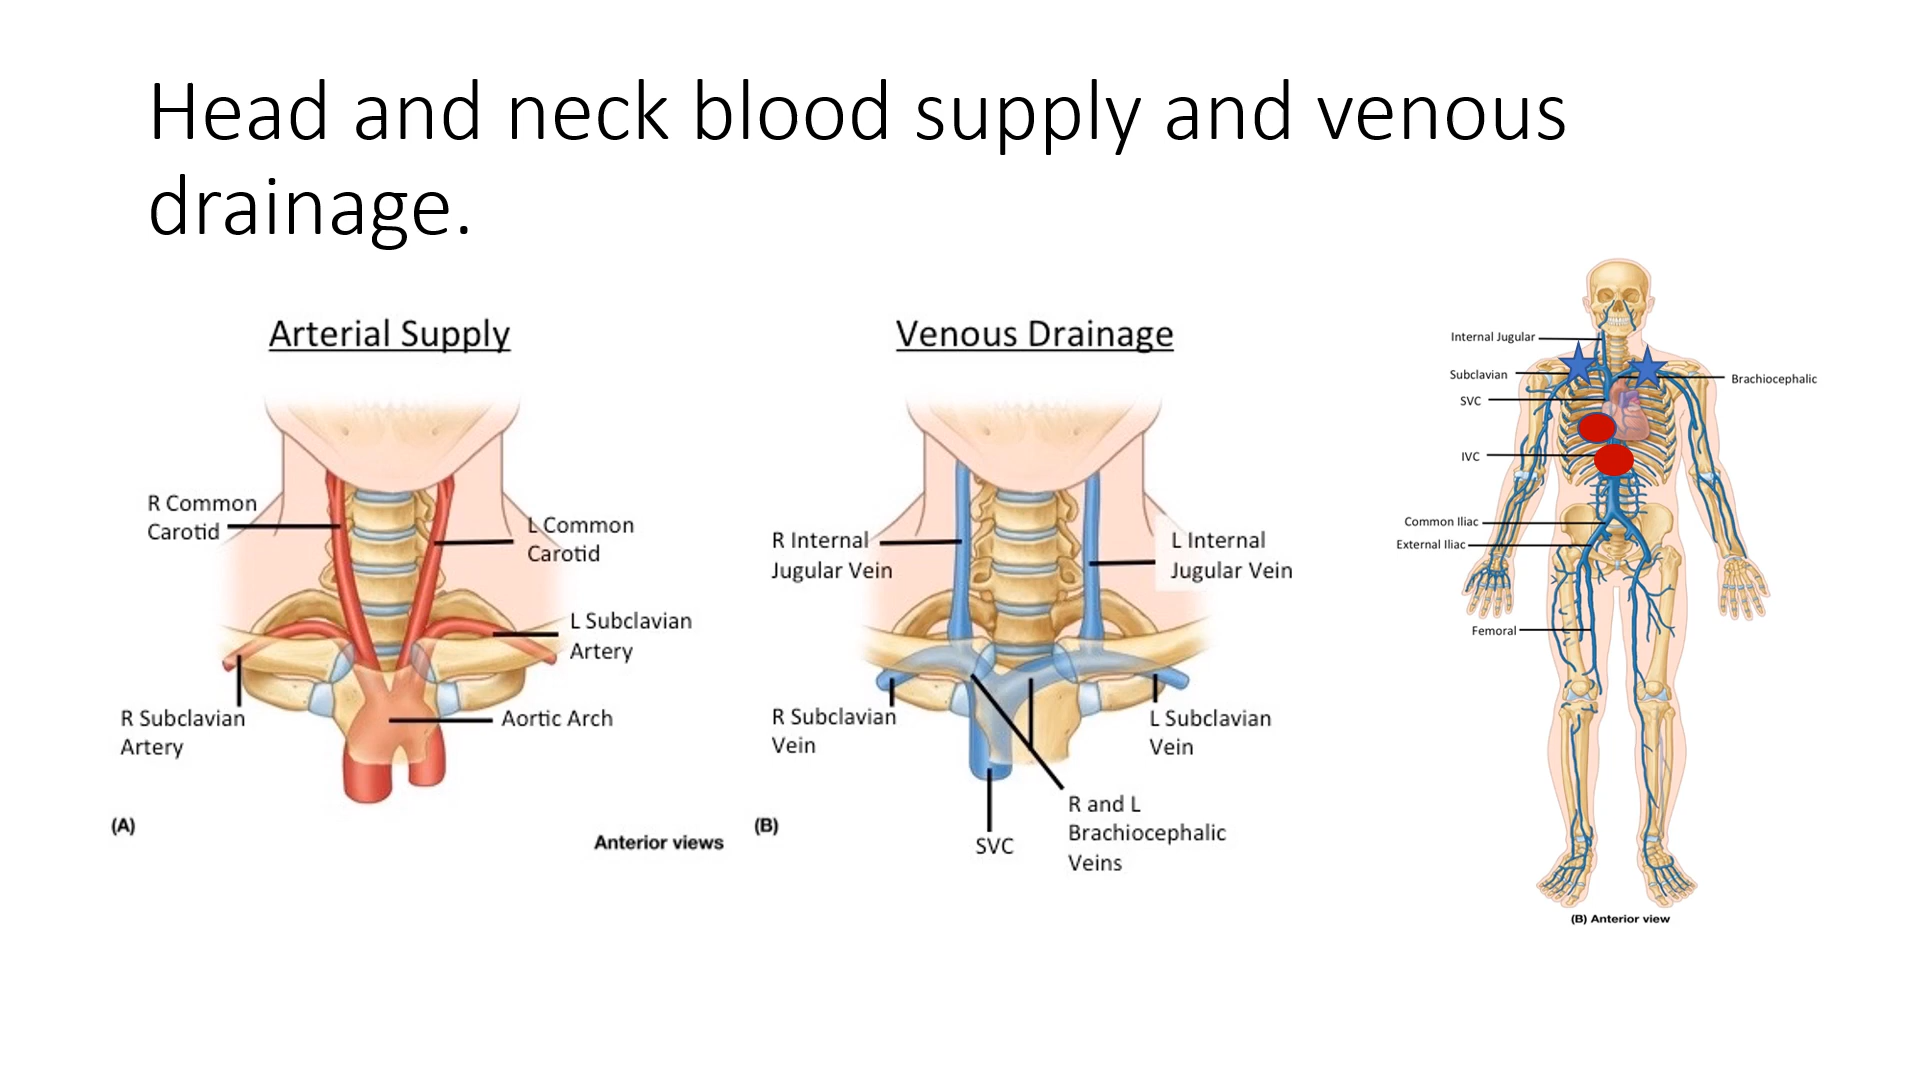 Head and neck blood supply and venous
drainage.
Arterial Supply
R Common
Carotid
L Common
Carotid
L Subclavian
Artery
R Subclavian
Artery
Aortic Arch
(A)
Anterior views
Venous Drainage
R Internal
Jugular Vein
L Internal
Jugular Vein
R Subclavian
Vein
L Subclavian
Vein
R and L
Brachiocephalic
Veins
SVC
(B)
Internal Jugular
Subclavian
Brachiocephalic
SVC
IVC
Common Iliac
External Iliac
Femoral
(B) Anterior view